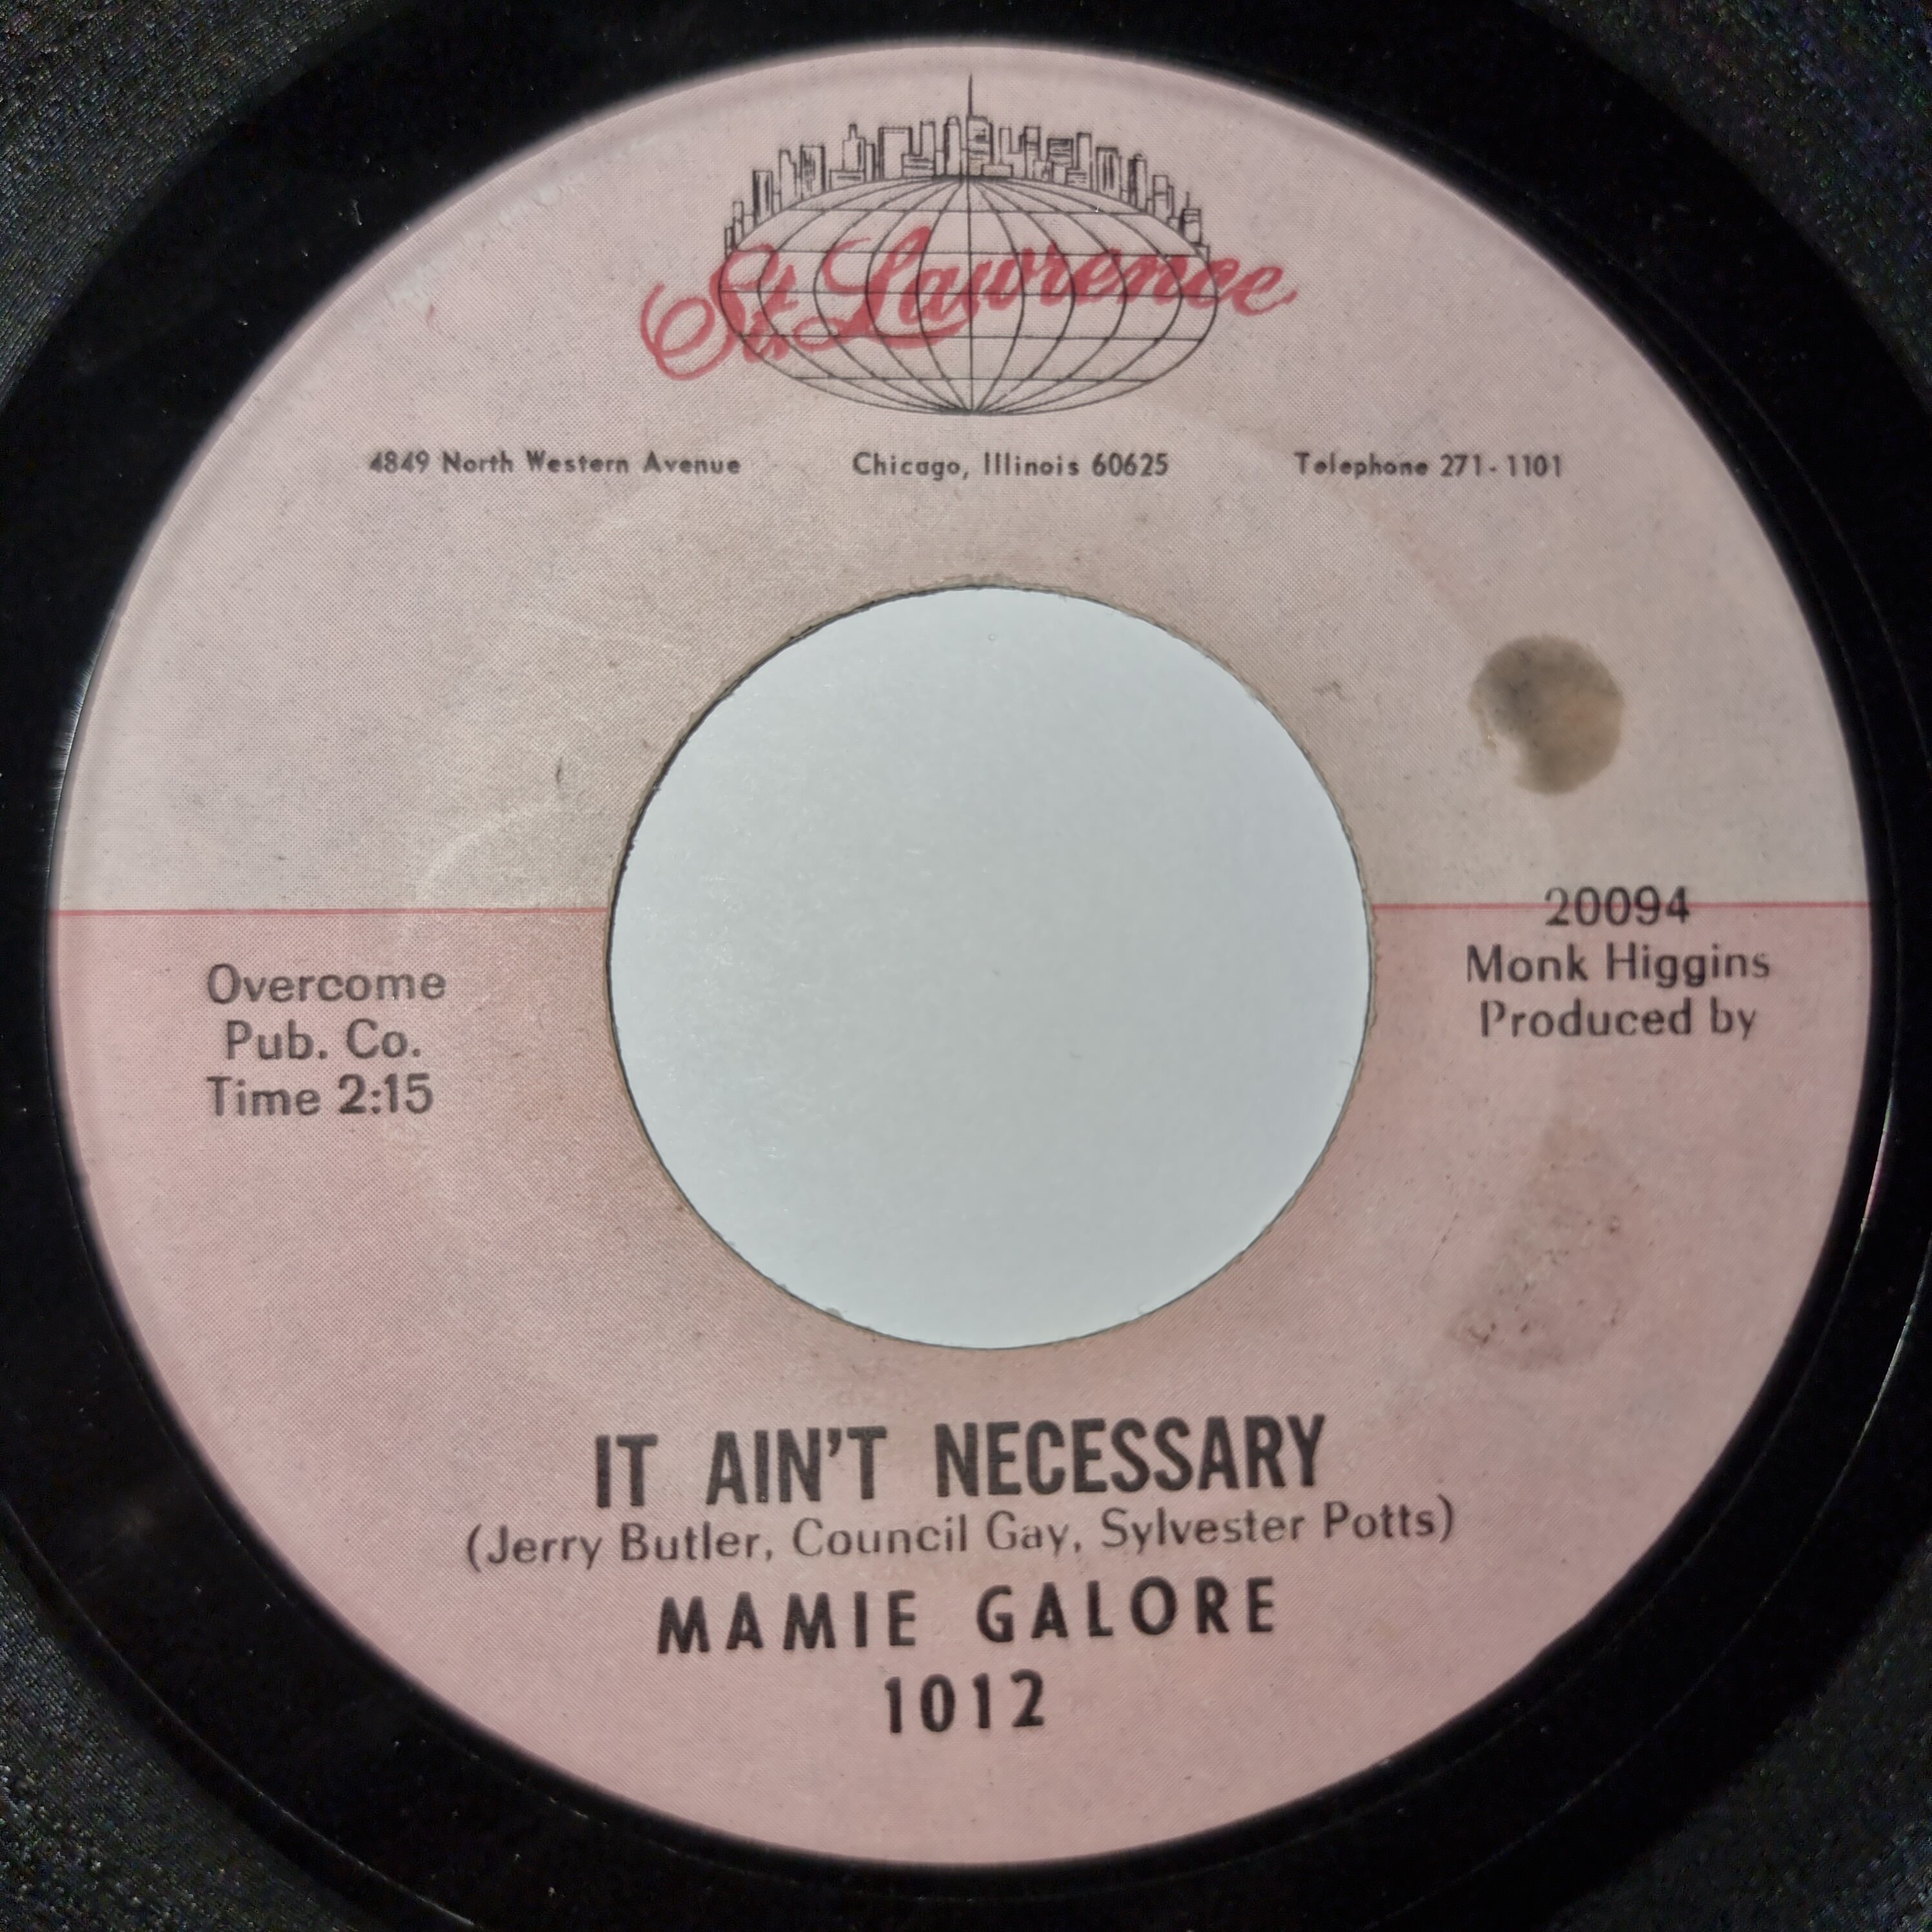 St. Lawrence
4849 North Western Avenue Chicago, Illinois 60625 Telephone 271-1101
Overcome
Pub. Co.
Time 2:15
20094
Monk Higgins
Produced by
IT AIN'T NECESSARY
(Jerry Butler, Council Gay, Sylvester Potts)
MAMIE GALORE
1012